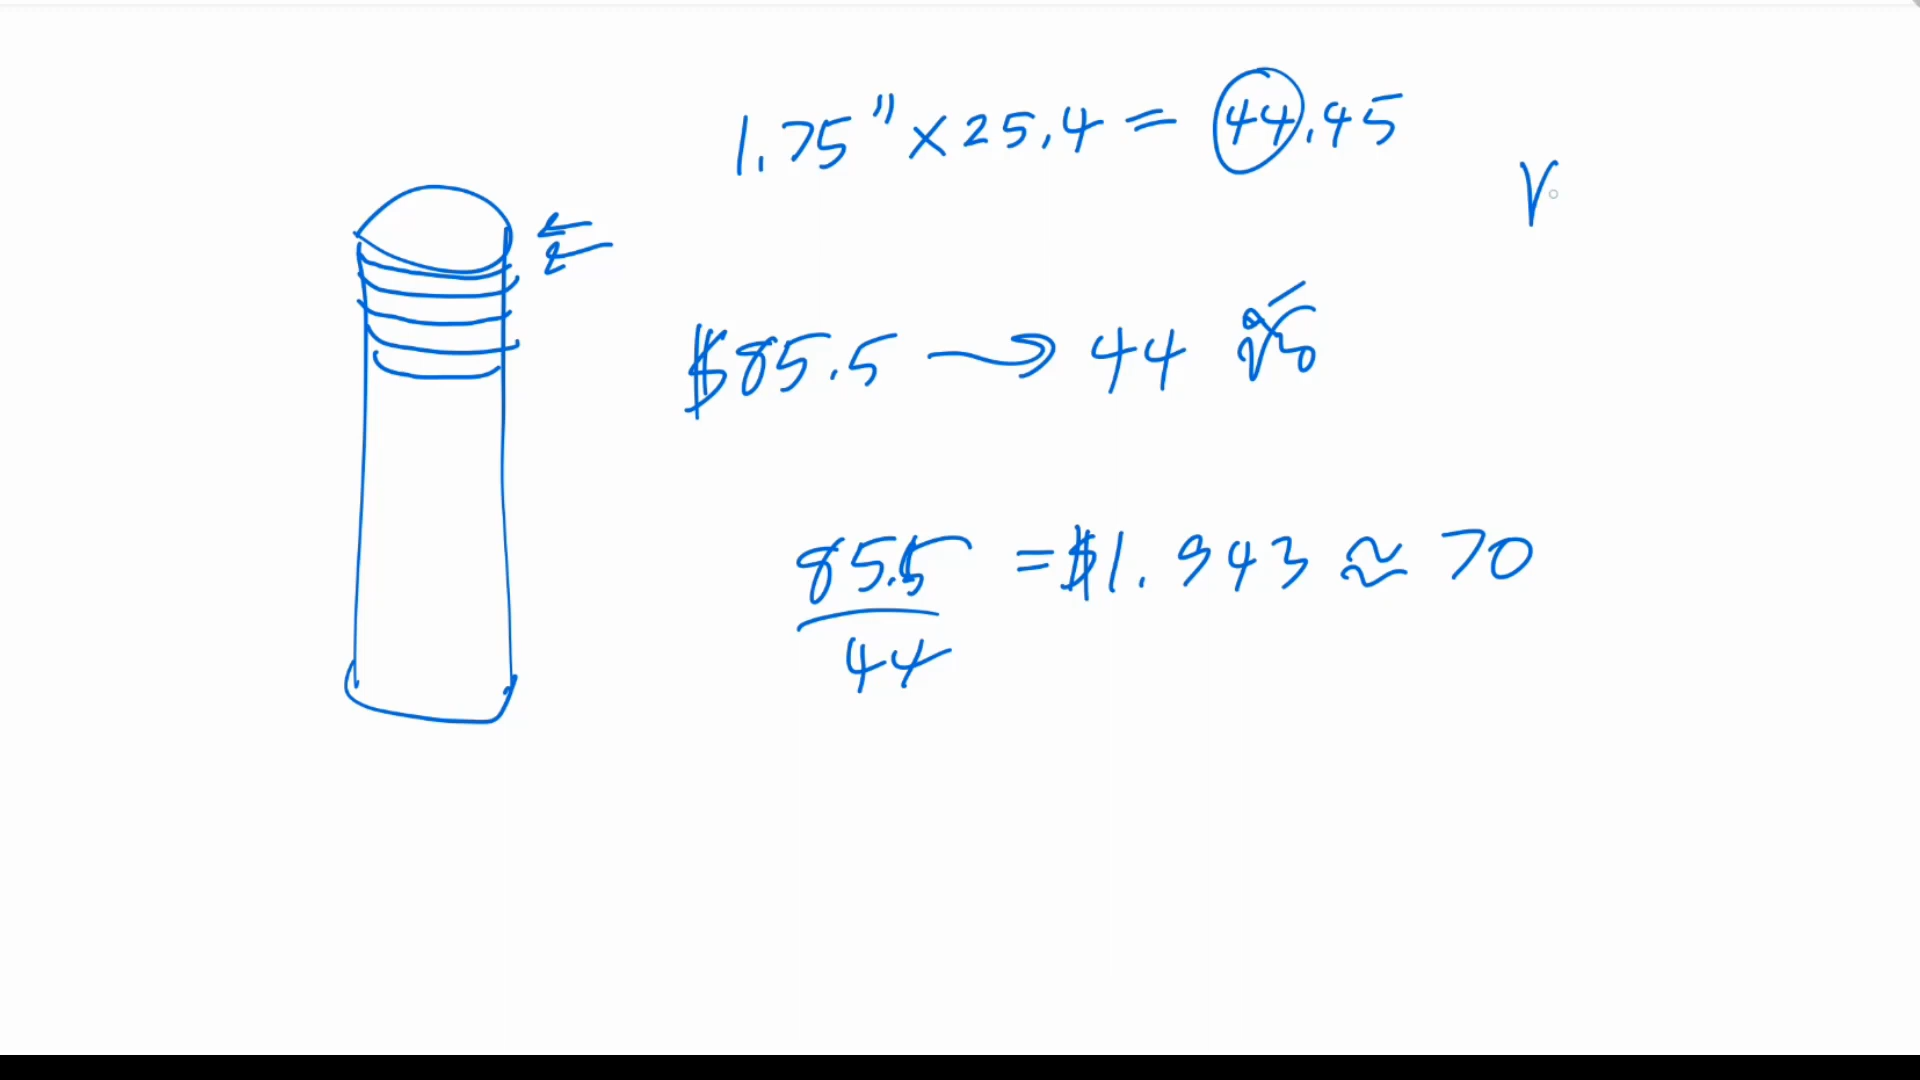 1.75" × 25.4 = 44.45
$85.5 → 44
85.5 = $1.943 ≈ 70
44